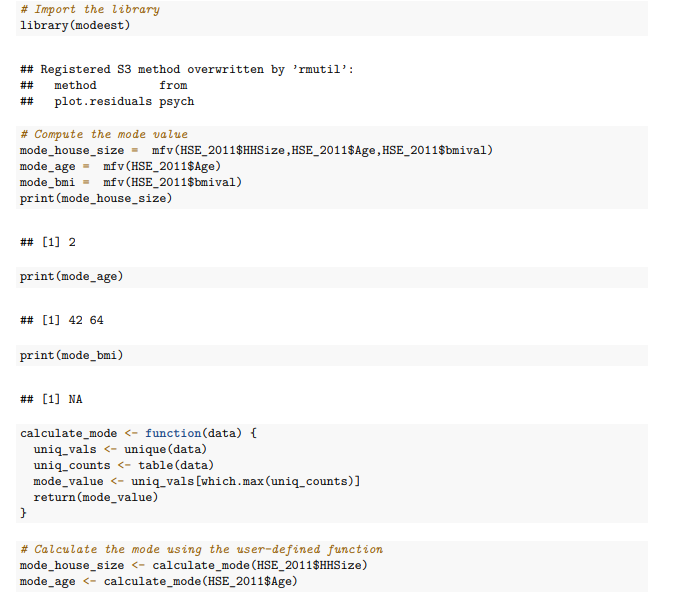 # Import the library
library(modeest)
## Registered S3 method overwritten by ’rmutil’:
##   method         from
##   plot.residuals psych
# Compute the mode value
mode_house_size =  mfv(HSE_2011$HHSize,HSE_2011$Age,HSE_2011$bmival)
mode_age =  mfv(HSE_2011$Age)
mode_bmi =  mfv(HSE_2011$bmival)
print(mode_house_size)
## [1] 2
print(mode_age)
## [1] 42 64
print(mode_bmi)
## [1] NA
calculate_mode <- function(data) {
  uniq_vals <- unique(data)
  uniq_counts <- table(data)
  mode_value <- uniq_vals[which.max(uniq_counts)]
  return(mode_value)
}
# Calculate the mode using the user-defined function
mode_house_size <- calculate_mode(HSE_2011$HHSize)
mode_age <- calculate_mode(HSE_2011$Age)